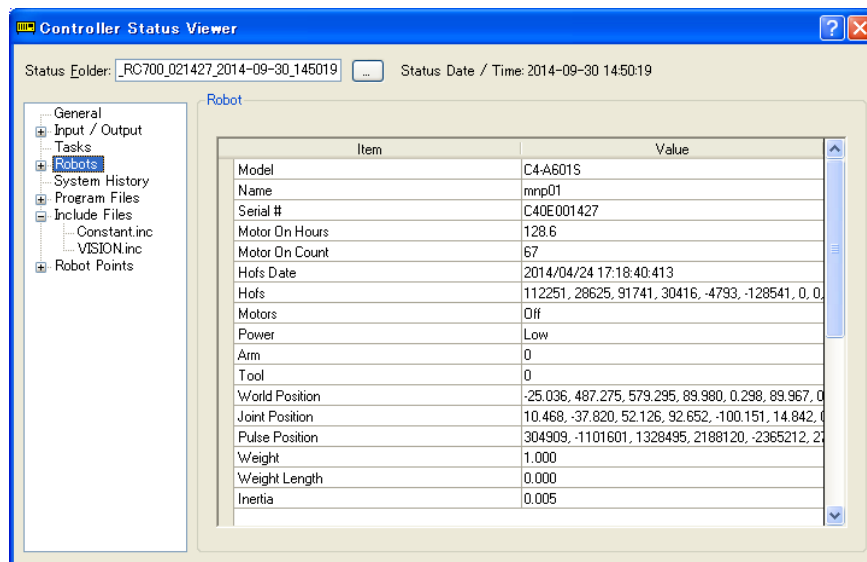 Controller Status Viewer
Status Folder: _RC700_021427_2014-09-30_145019 ... Status Date / Time: 2014-09-30 14:50:19
General
Input / Output
Tasks
Robots
System History
Program Files
Include Files
Constant.inc
VISION.inc
Robot Points
Robot
Item Value
Model C4-A601S
Name mnp01
Serial # C40E001427
Motor On Hours 128.6
Motor On Count 67
Hofs Date 2014/04/24 17:18:40:413
Hofs 112251, 28625, 91741, 30416, -4793, -128541, 0, 0,
Motors Off
Power Low
Arm 0
Tool 0
World Position -25.036, 487.275, 579.295, 89.980, 0.298, 89.967, 0
Joint Position 10.468, -37.820, 52.126, 92.652, -100.151, 14.842,
Pulse Position 304909, -1101601, 1328495, 2188120, -2365212, 27
Weight 1.000
Weight Length 0.000
Inertia 0.005